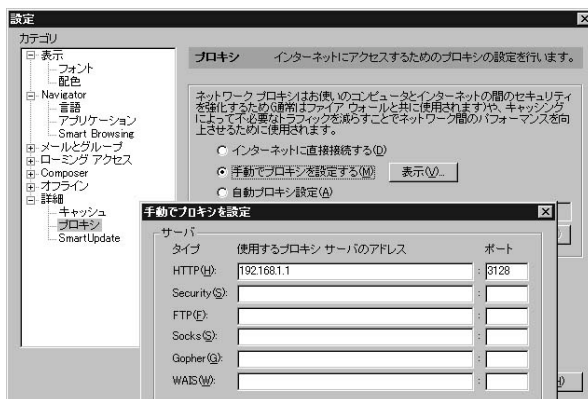 設定
カテゴリ
表示
フォント
配色
Navigator
言語
アプリケーション
Smart Browsing
メールとグループ
ローミング アクセス
Composer
オフライン
詳細
キャッシュ
プロキシ
SmartUpdate
プロキシ インターネットにアクセスするためのプロキシの設定を行います。
ネットワーク プロキシはお使いのコンピュータとインターネットの間のセキュリティ
を強化するため(通常はファイア ウォールと共に使用されます)や、キャッシング
によって不必要なトラフィックを減らすことでネットワーク間のパフォーマンスを向
上させるために使用されます。
インターネットに直接接続する(D)
手動でプロキシを設定する(M) 表示(V)...
自動プロキシ設定(A)
手動でプロキシを設定
サーバ
タイプ 使用するプロキシ サーバのアドレス ポート
HTTP(H): 192.168.1.1 : 3128
Security(S): :
FTP(F): :
Socks(S): :
Gopher(G): :
WAIS(W): :